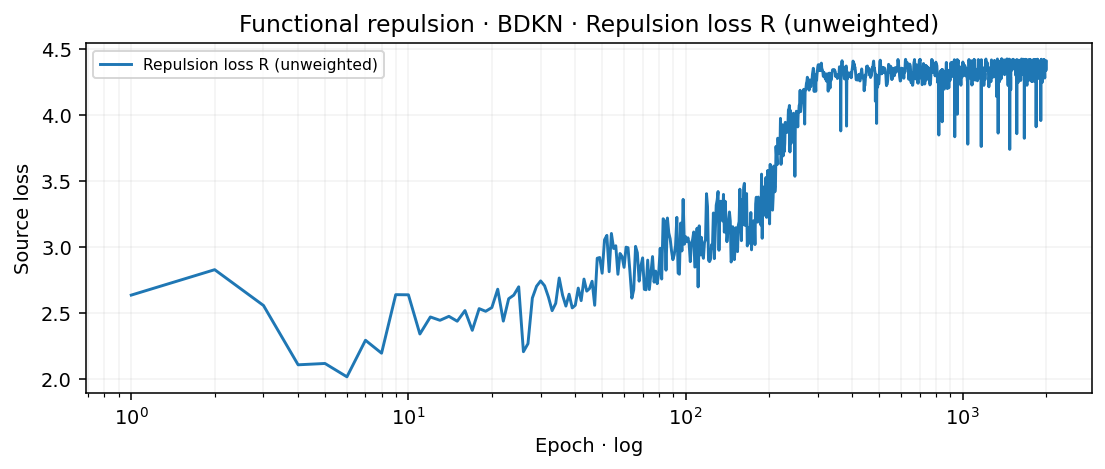 Functional repulsion · BDKN · Repulsion loss R (unweighted)
Repulsion loss R (unweighted)
Source loss
4.5
4.0
3.5
3.0
2.5
2.0
10⁰ 10¹ 10² 10³
Epoch · log